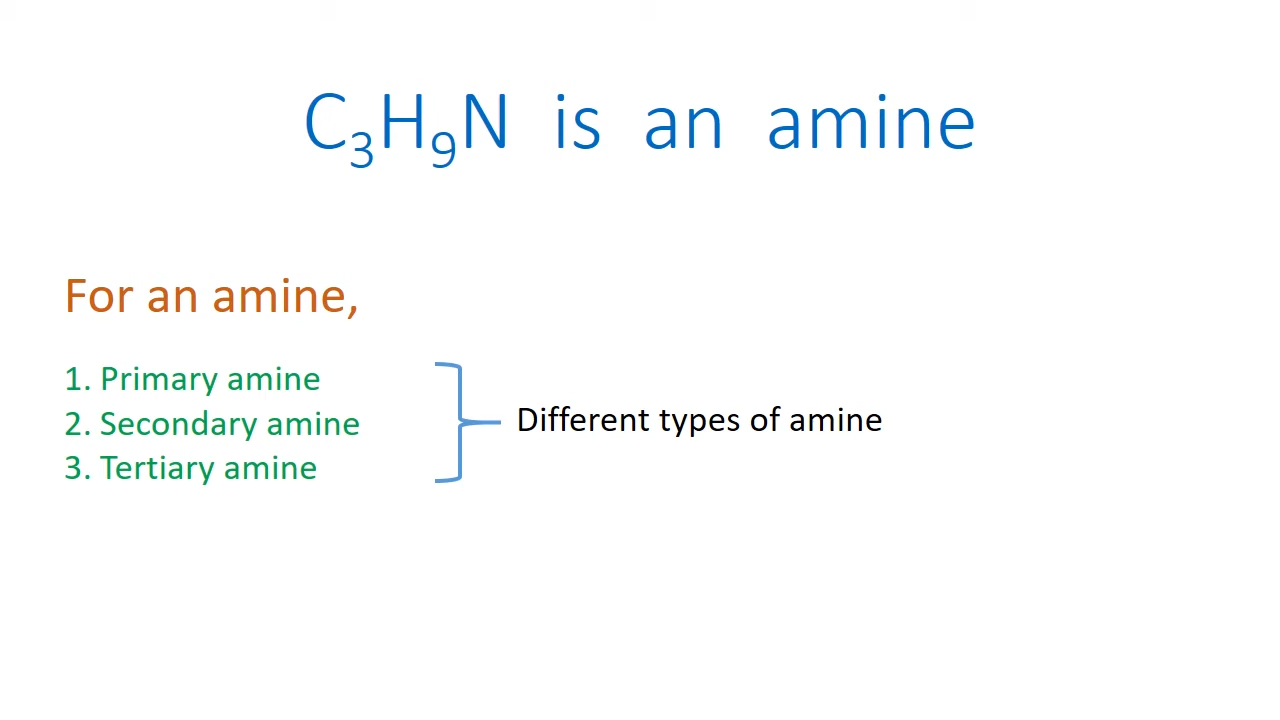 C₃H₉N is an amine
For an amine,
1. Primary amine
2. Secondary amine
3. Tertiary amine
Different types of amine